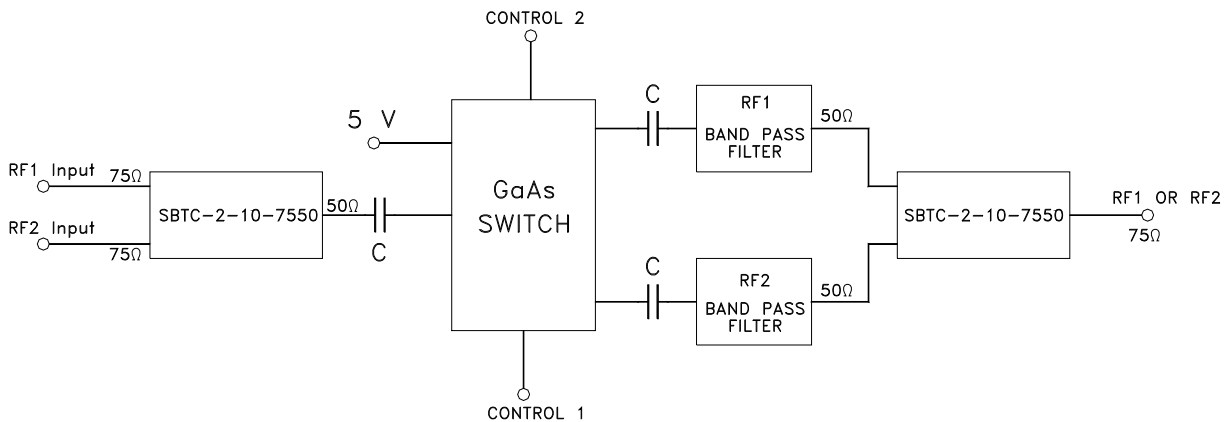 CONTROL 2
5 V
C
RF1
BAND PASS
FILTER
50Ω
RF1 Input
75Ω
RF2 Input
75Ω
SBTC-2-10-7550
50Ω
C
GaAs
SWITCH
SBTC-2-10-7550
RF1 OR RF2
75Ω
C
RF2
BAND PASS
FILTER
50Ω
CONTROL 1